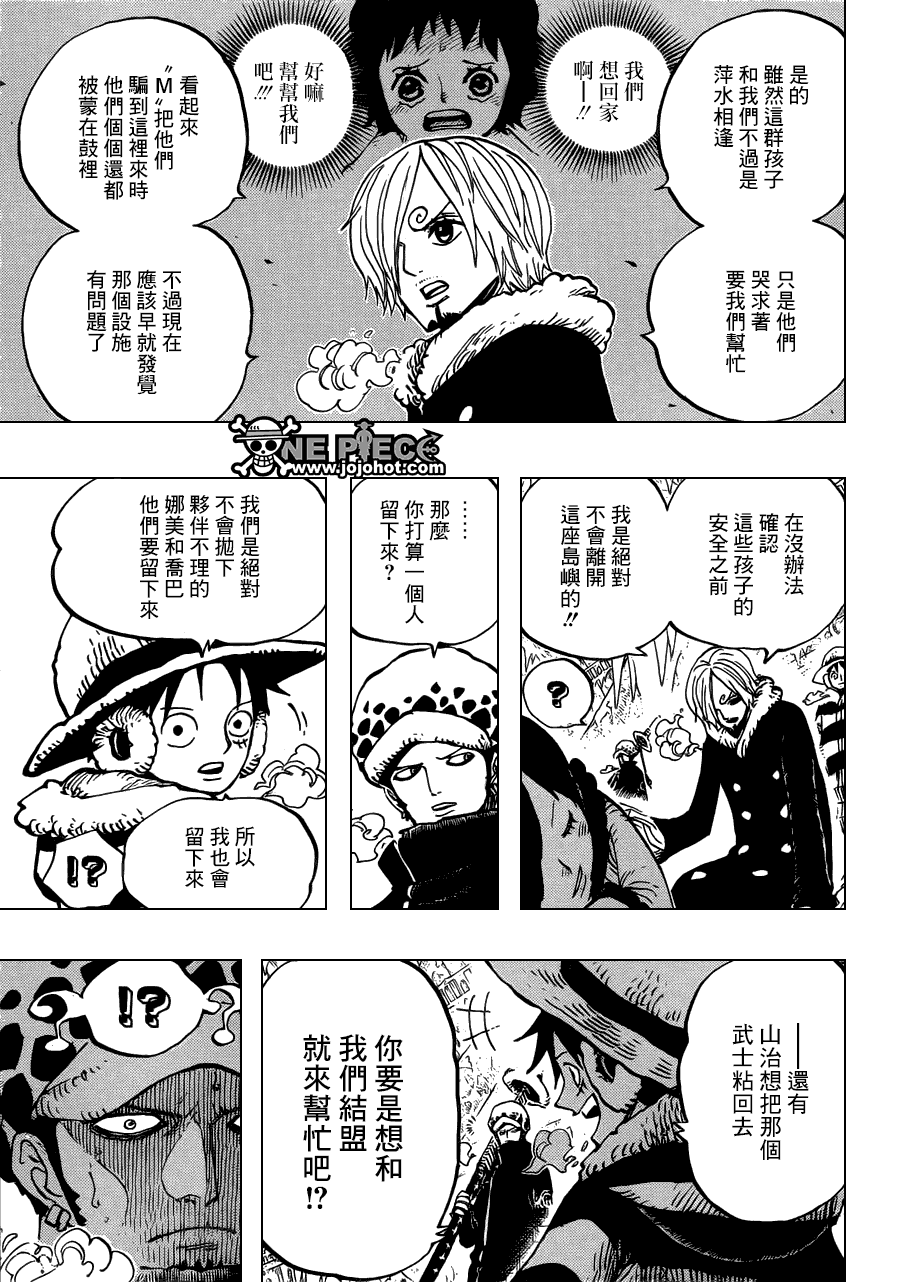 是的
雖然這群孩子
和我們不過是
萍水相逢
只是他們
哭求著
要我們幫忙
我們
想回家
啊——!!
好嘛
幫幫我們
吧!!!
看起來
"M"把他們
騙到這裡來時
他們個個還都
被蒙在鼓裡
不過現在
應該早就發覺
那個設施
有問題了
ONE PIECE
www.jojohot.com
在沒辦法
確認
這些孩子的
安全之前
我是絕對
不會離開
這座島嶼的!!
?
……
那麼
你打算一個人
留下來?
我們是絕對
不會拋下
夥伴不理的
娜美和喬巴
他們要留下來
所以
我也會
留下來
!?
——還有
山治想把那個
武士粘回去
你要是想和
我們結盟
就來幫忙吧!?
!?